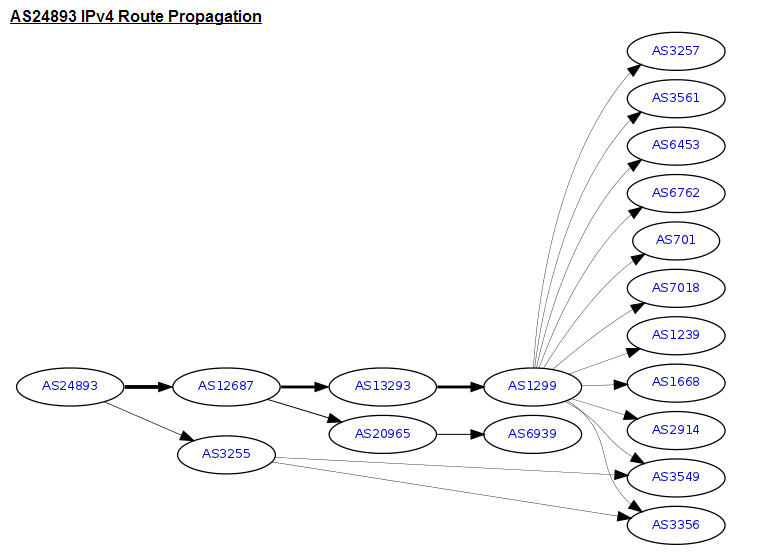 AS24893 IPv4 Route Propagation
AS3257
AS3561
AS6453
AS6762
AS701
AS7018
AS1239
AS24893
AS12687
AS13293
AS1299
AS1668
AS20965
AS6939
AS2914
AS3255
AS3549
AS3356